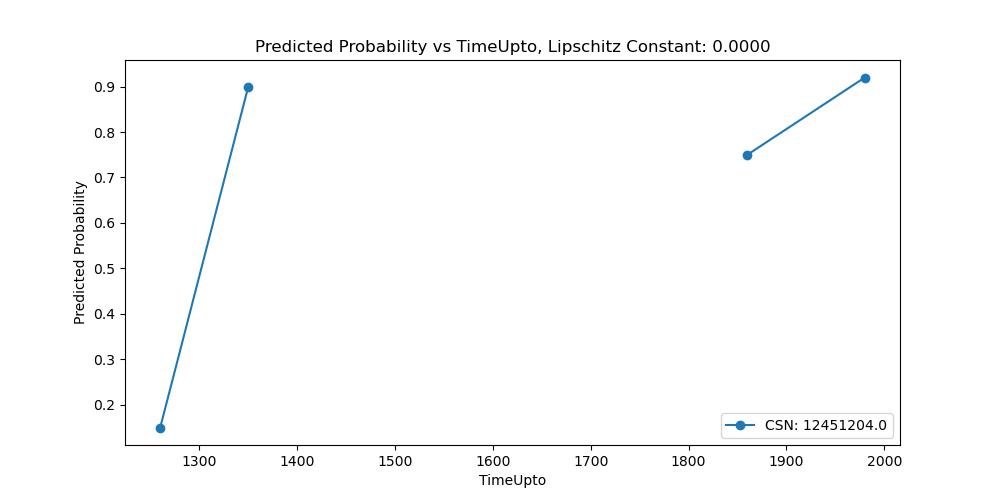 Predicted Probability vs TimeUpto, Lipschitz Constant: 0.0000
0.9
0.8
0.7
0.6
0.5
0.4
0.3
0.2
Predicted Probability
CSN: 12451204.0
1300 1400 1500 1600 1700 1800 1900 2000
TimeUpto